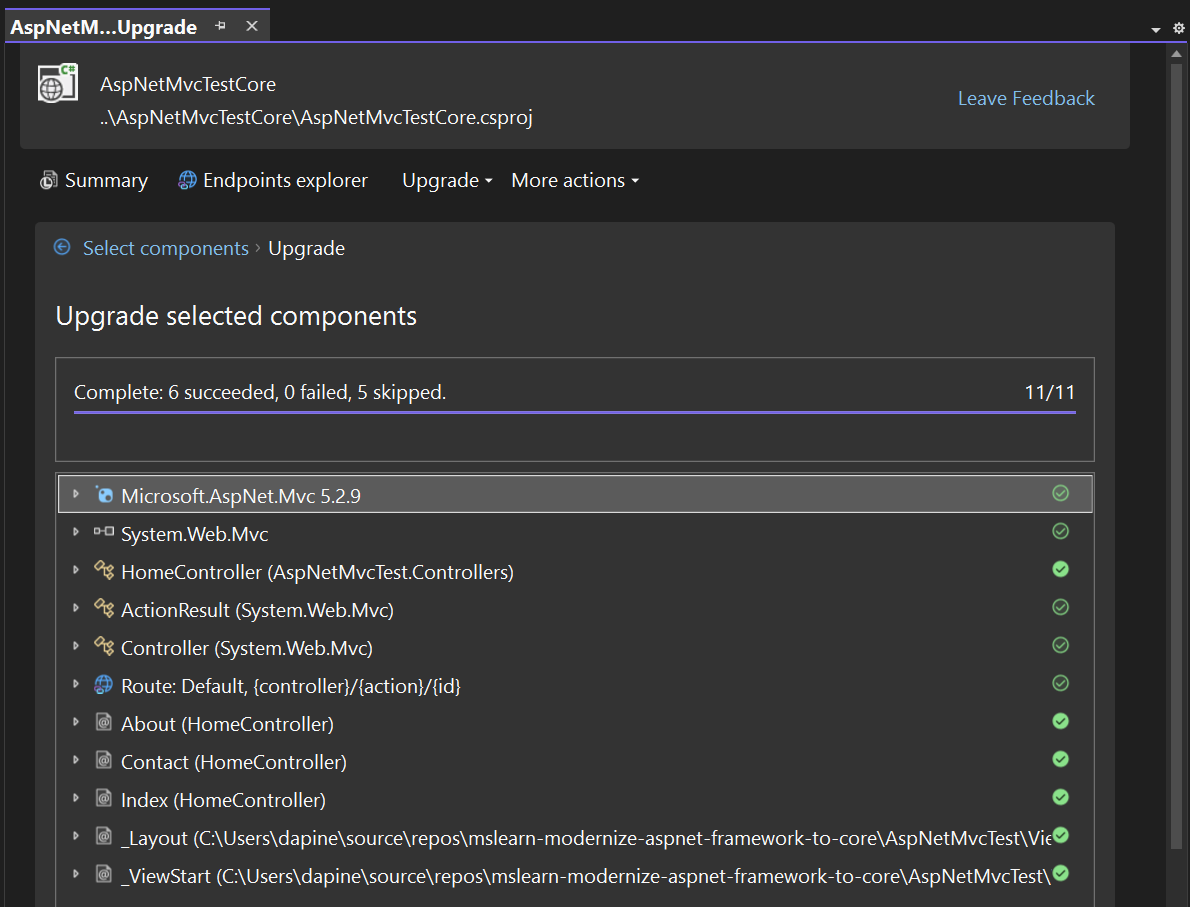 AspNetM...Upgrade
C#
AspNetMvcTestCore
..\AspNetMvcTestCore\AspNetMvcTestCore.csproj
Leave Feedback
Summary Endpoints explorer Upgrade More actions
Select components › Upgrade
Upgrade selected components
Complete: 6 succeeded, 0 failed, 5 skipped. 11/11
Microsoft.AspNet.Mvc 5.2.9
System.Web.Mvc
HomeController (AspNetMvcTest.Controllers)
ActionResult (System.Web.Mvc)
Controller (System.Web.Mvc)
Route: Default, {controller}/{action}/{id}
About (HomeController)
Contact (HomeController)
Index (HomeController)
_Layout (C:\Users\dapine\source\repos\mslearn-modernize-aspnet-framework-to-core\AspNetMvcTest\Vie
_ViewStart (C:\Users\dapine\source\repos\mslearn-modernize-aspnet-framework-to-core\AspNetMvcTest\